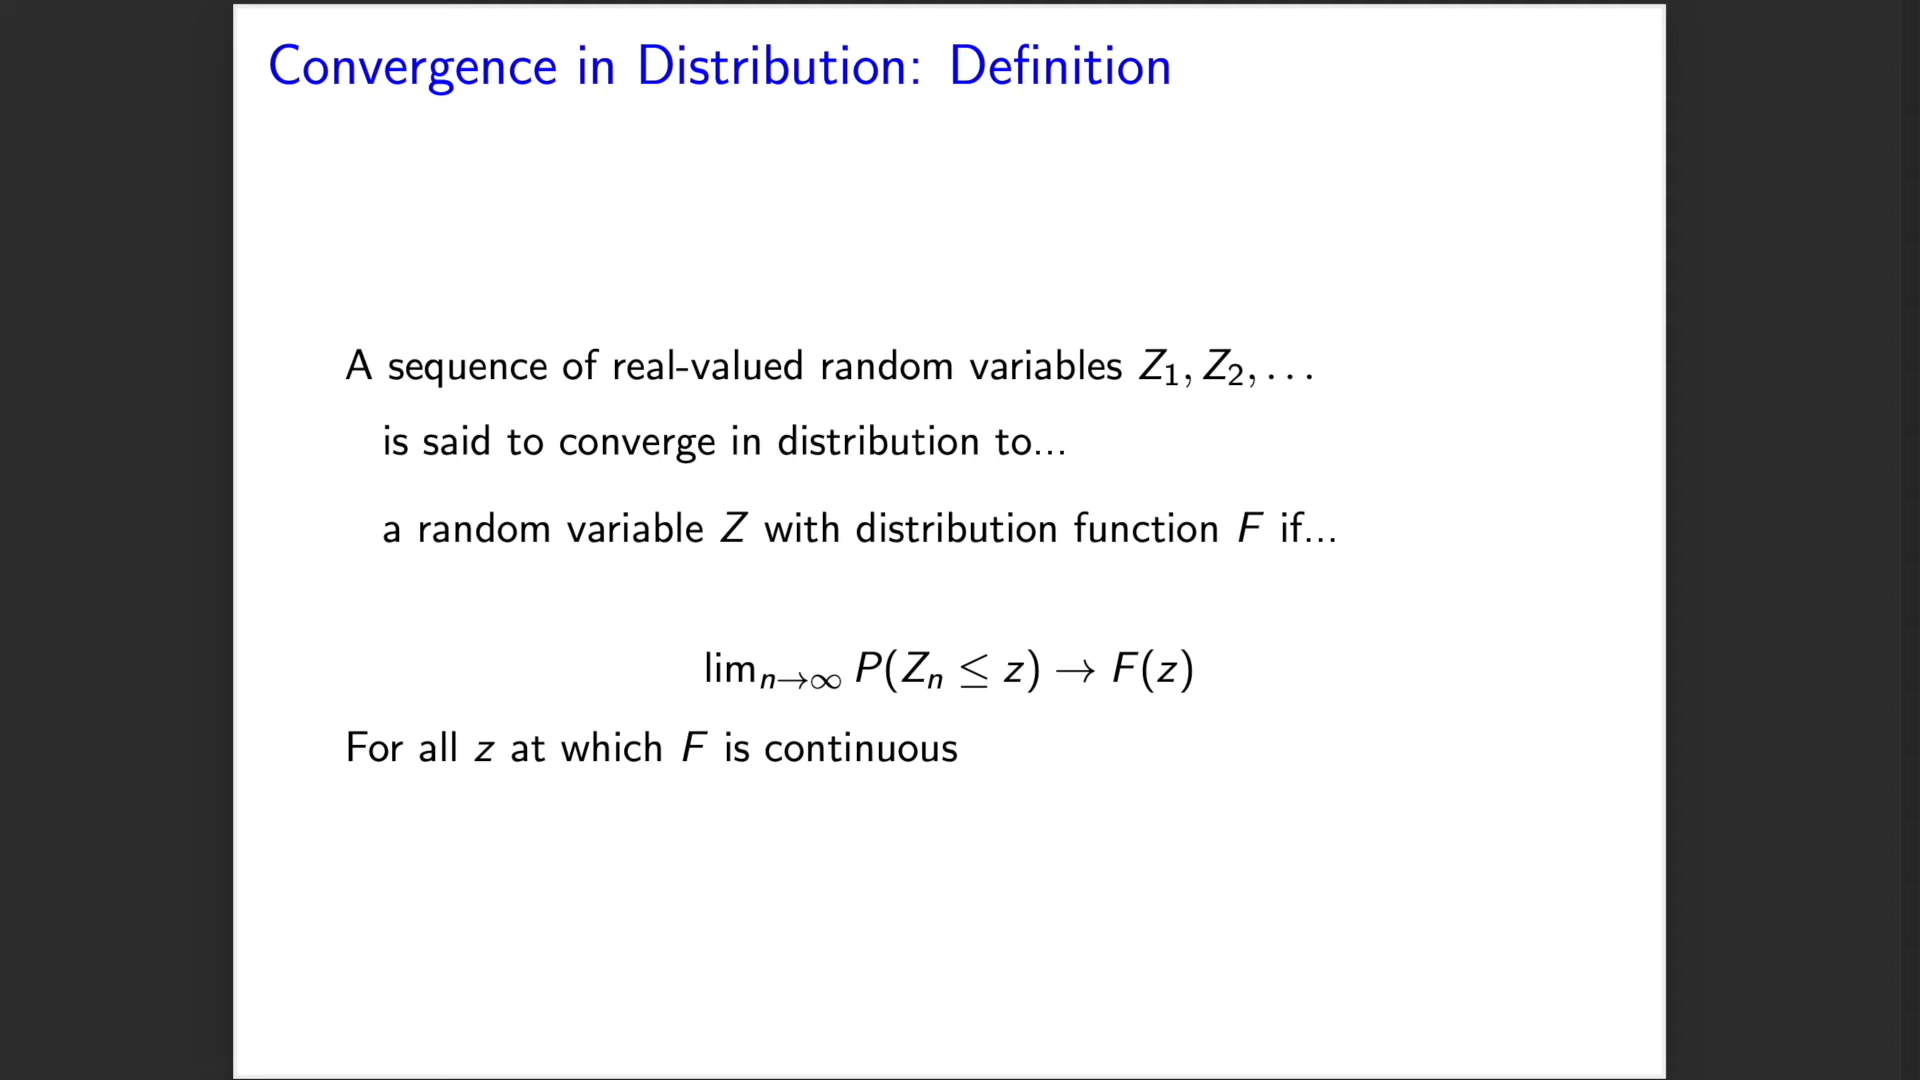 Convergence in Distribution: Definition
A sequence of real-valued random variables Z₁, Z₂, . . .
is said to converge in distribution to...
a random variable Z with distribution function F if...
limₙ→∞ P(Zₙ ≤ z) → F(z)
For all z at which F is continuous